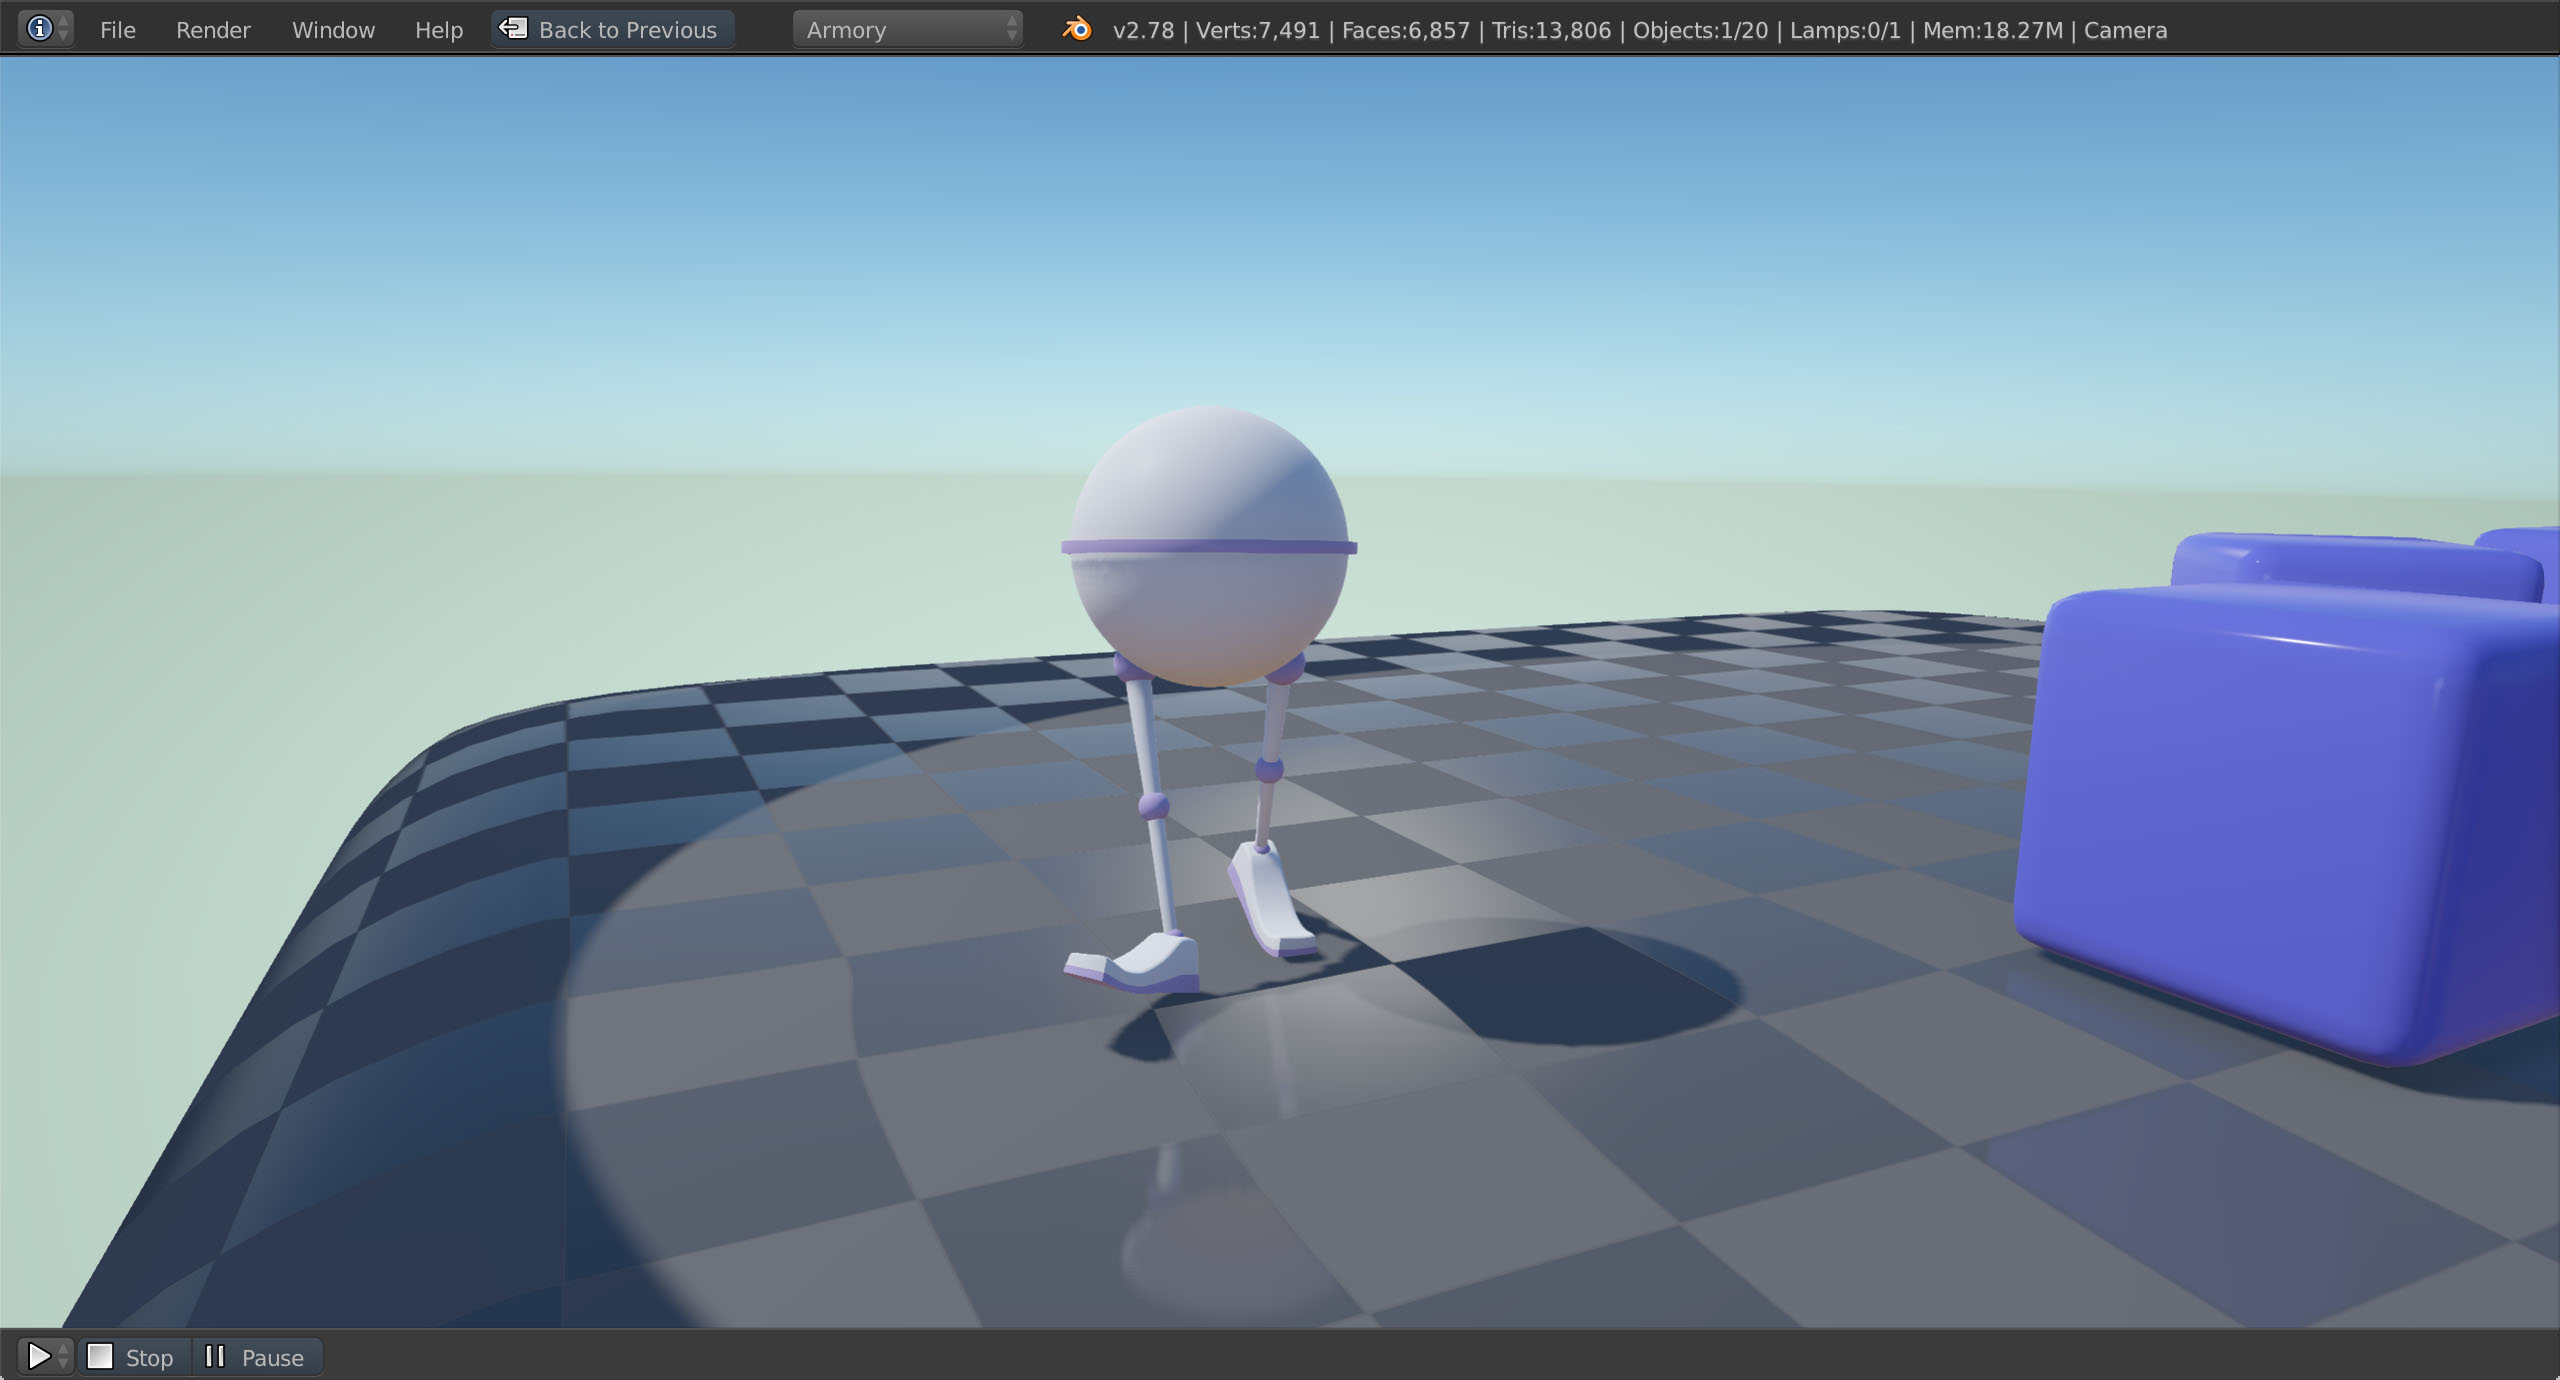 File Render Window Help Back to Previous Armory v2.78 | Verts:7,491 | Faces:6,857 | Tris:13,806 | Objects:1/20 | Lamps:0/1 | Mem:18.27M | Camera
Stop Pause